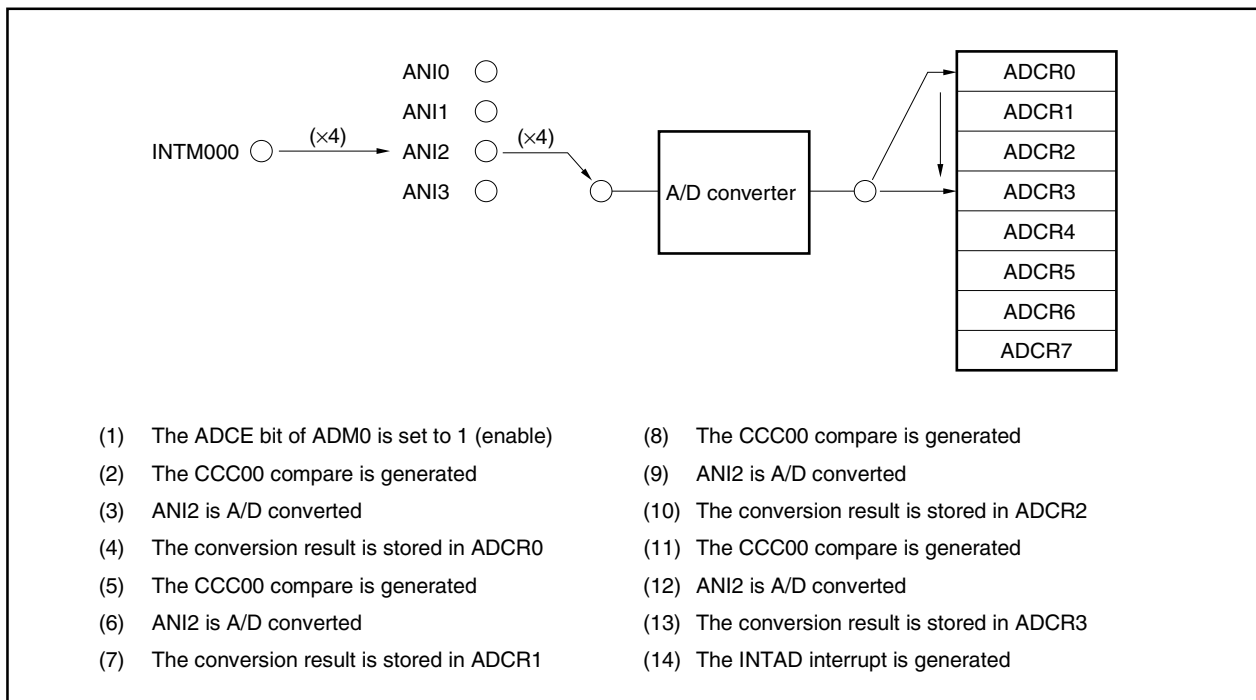 ANI0
ANI1
INTM000 (×4) ANI2 (×4)
ANI3
A/D converter
ADCR0
ADCR1
ADCR2
ADCR3
ADCR4
ADCR5
ADCR6
ADCR7
(1) The ADCE bit of ADM0 is set to 1 (enable)
(2) The CCC00 compare is generated
(3) ANI2 is A/D converted
(4) The conversion result is stored in ADCR0
(5) The CCC00 compare is generated
(6) ANI2 is A/D converted
(7) The conversion result is stored in ADCR1
(8) The CCC00 compare is generated
(9) ANI2 is A/D converted
(10) The conversion result is stored in ADCR2
(11) The CCC00 compare is generated
(12) ANI2 is A/D converted
(13) The conversion result is stored in ADCR3
(14) The INTAD interrupt is generated